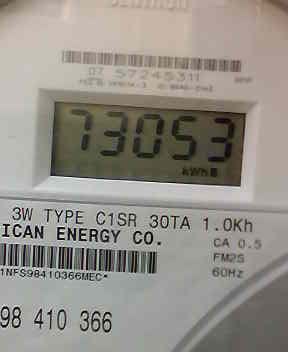 07 57245311
73053
kWh
3W TYPE C1SR 30TA 1.0Kh
ICAN ENERGY CO.
CA 0.5
FM2S
60Hz
1NFS98410366MEC*
98 410 366